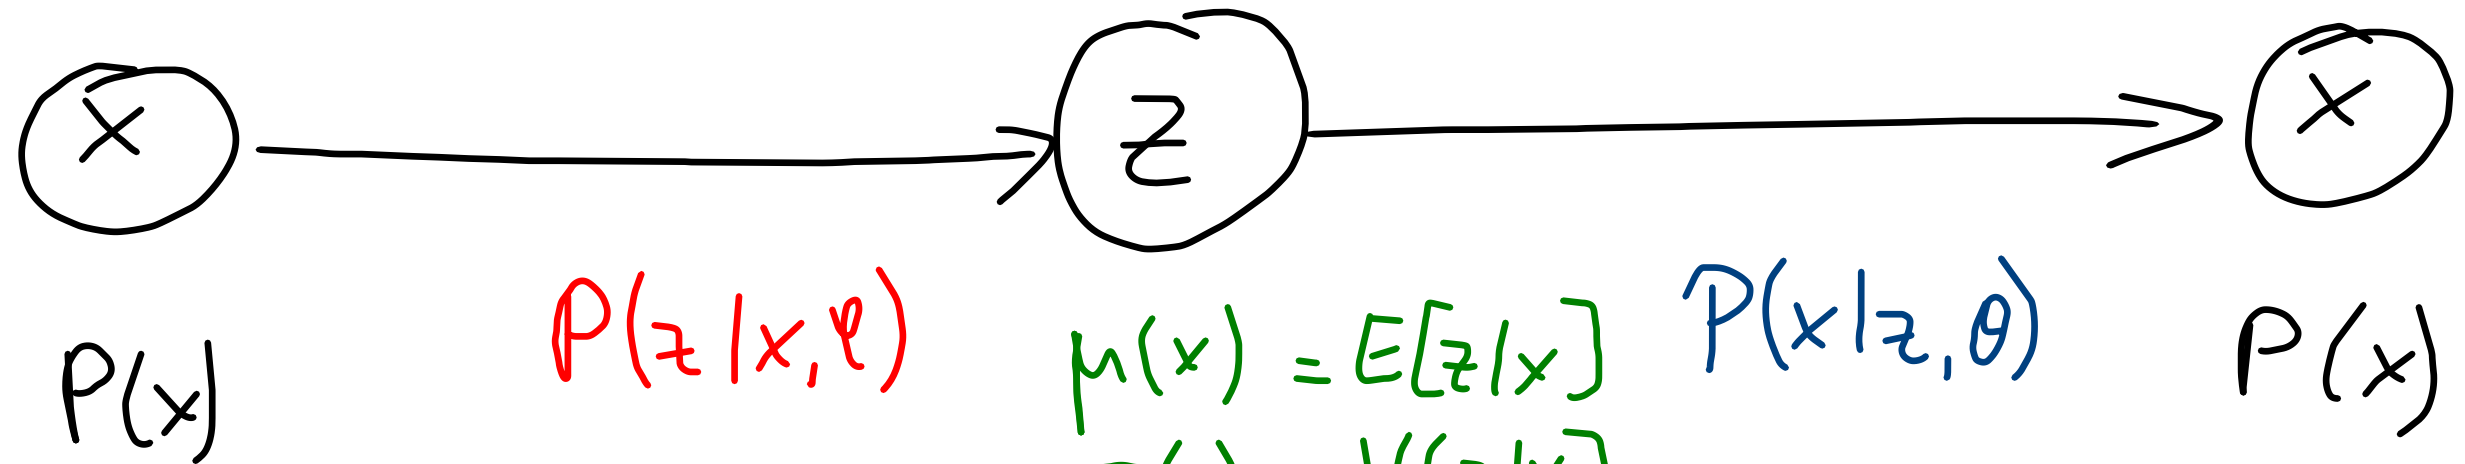 x z x
P(x) P(z|x,φ) μ(x) = E[z|x] P(x|z,θ) P(x)